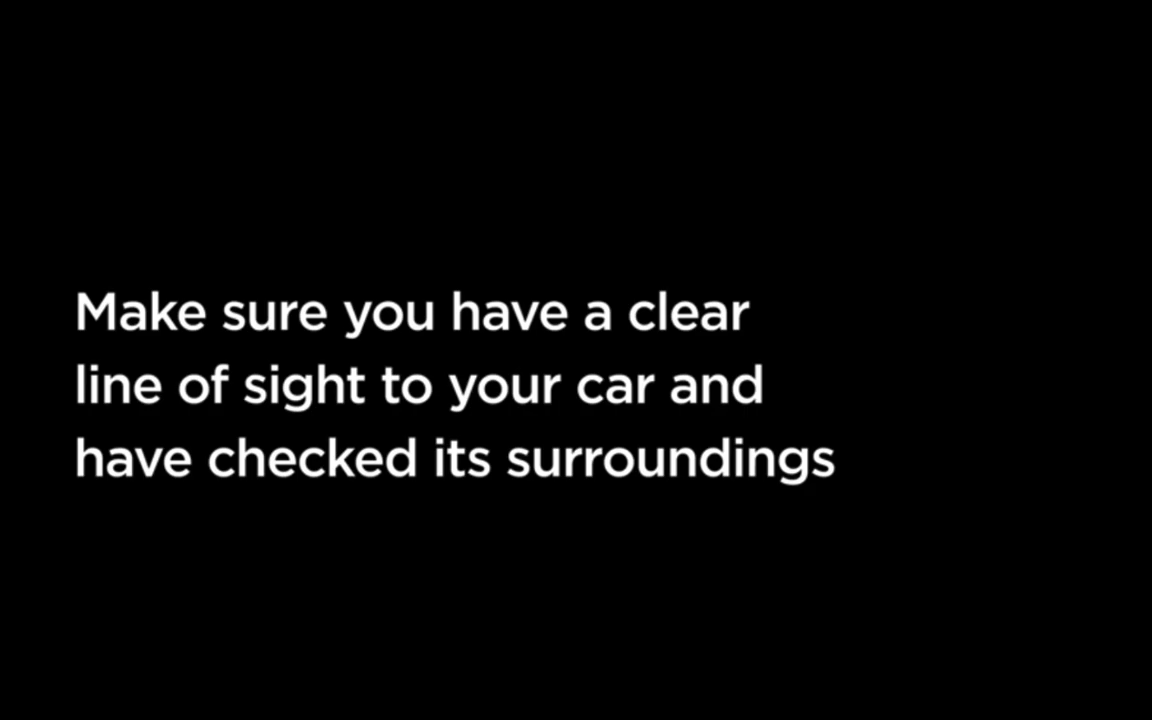 Make sure you have a clear
line of sight to your car and
have checked its surroundings